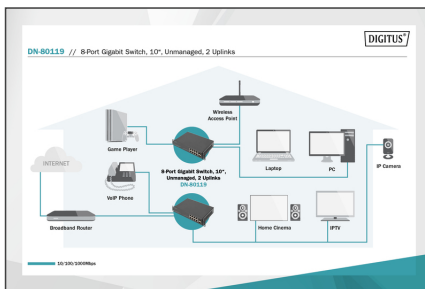 DIGITUS®
DN-80119 // 8-Port Gigabit Switch, 10", Unmanaged, 2 Uplinks
Wireless
Access Point
Game Player
INTERNET
8-Port Gigabit Switch, 10",
Unmanaged, 2 Uplinks
DN-80119
Laptop
PC
IP Camera
VoIP Phone
Broadband Router
Home Cinema
IPTV
10/100/1000Mbps